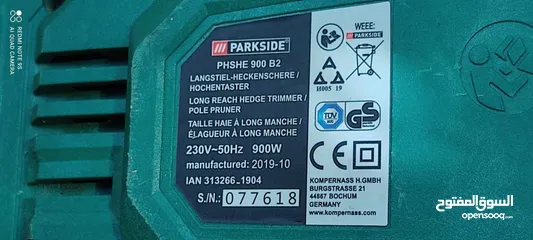 REDMI NOTE 9S
AI QUAD CAMERA
PARKSIDE
PHSHE 900 B2
LANGSTIEL-HECKENSCHERE /
HOCHENTASTER
LONG REACH HEDGE TRIMMER /
POLE PRUNER
TAILLE HAIE À LONG MANCHE /
ÉLAGUEUR À LONG MANCHE
230V~50Hz 900W
manufactured: 2019-10
IAN 313266_1904
S./N.: 077618
WEEE:
H005 19
TÜV
GS
CE
KOMPERNASS H.GMBH
BURGSTRASSE 21
44867 BOCHUM
GERMANY
www.kompernass.com
السوق المفتوح
opensooq.com